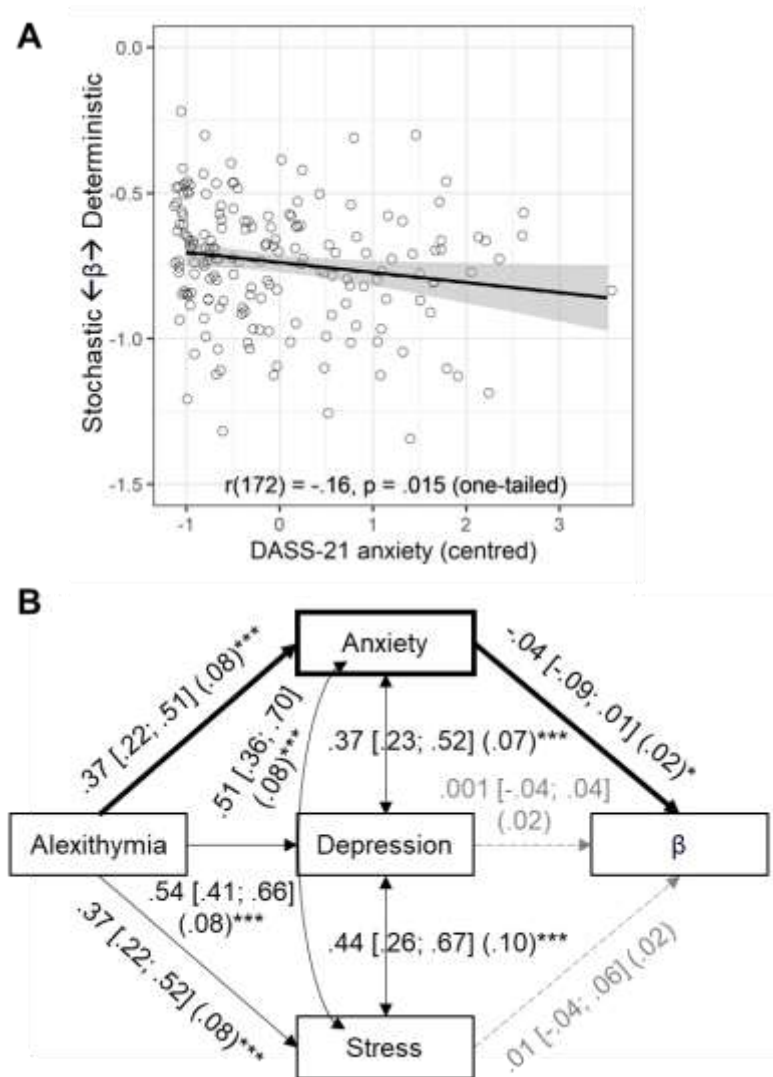 A
0.0
-0.5
-1.0
-1.5
Stochastic ←β→ Deterministic
r(172) = -.16, p = .015 (one-tailed)
-1 0 1 2 3
DASS-21 anxiety (centred)
B
Anxiety
.37 [.22; .51] (.08)***
-.04 [-.09; .01] (.02)*
.51 [.36; .70]
(.08)***
.37 [.23; .52] (.07)***
.001 [-.04; .04]
(.02)
Alexithymia
Depression
β
.54 [.41; .66]
(.08)***
.37 [.22; .52] (.08)***
.44 [.26; .67] (.10)***
.01 [-.04; .06] (.02)
Stress